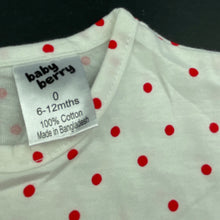 baby
berry
0
6-12mths
100% Cotton
Made in Bangladesh